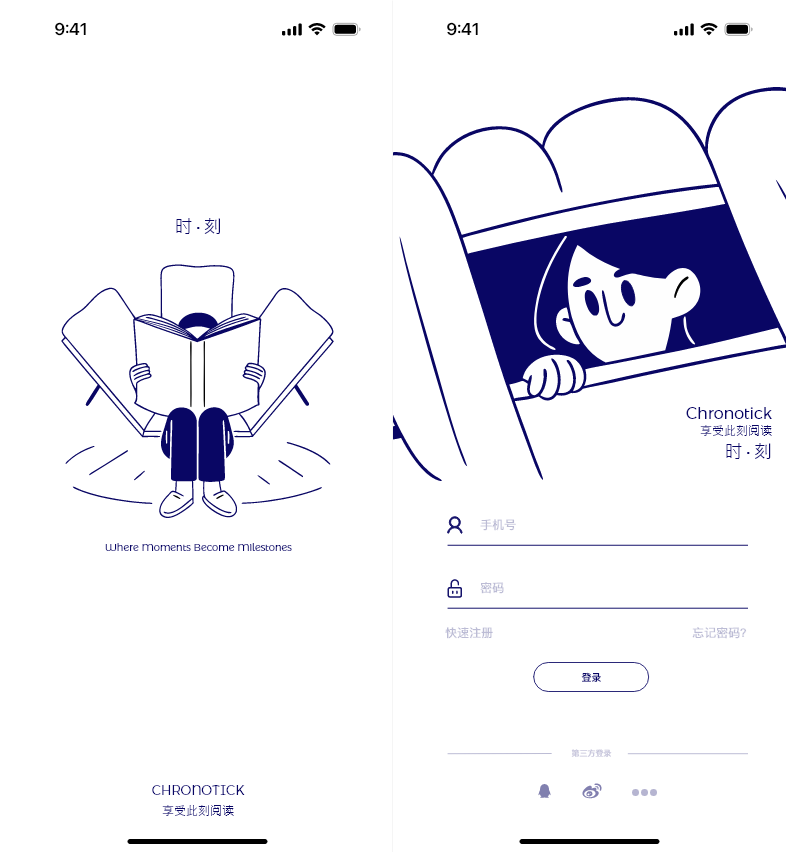 9:41
时·刻
Where Moments Become Milestones
CHRONOTICK
享受此刻阅读
9:41
Chronotick
享受此刻阅读
时·刻
手机号
密码
快速注册
忘记密码?
登录
第三方登录